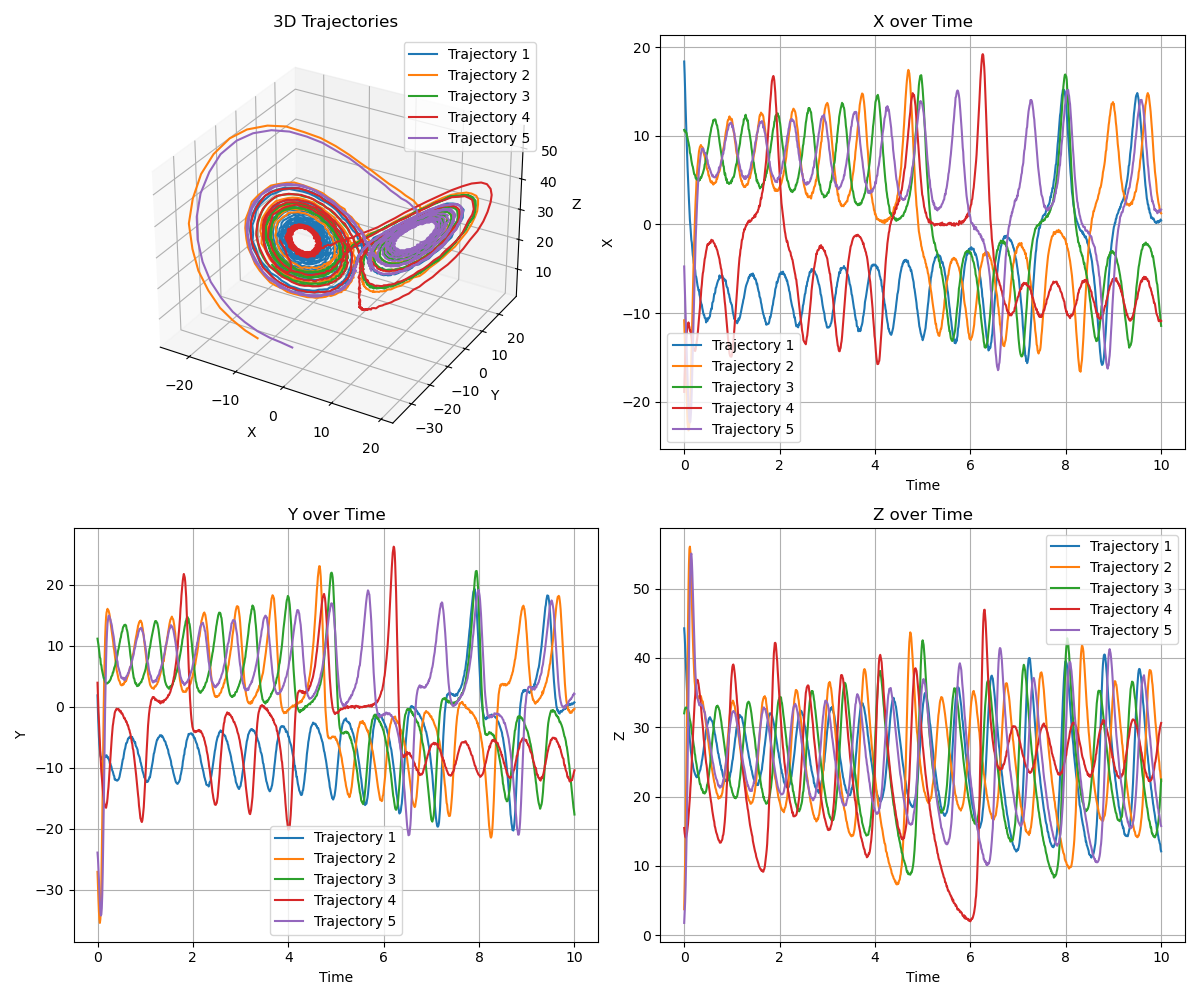 3D Trajectories
Trajectory 1
Trajectory 2
Trajectory 3
Trajectory 4
Trajectory 5
50
40
30
20
10
Z
20
10
0
−10
−20
−30
Y
−20
−10
0
10
20
X
X over Time
20
10
0
−10
−20
X
Trajectory 1
Trajectory 2
Trajectory 3
Trajectory 4
Trajectory 5
0 2 4 6 8 10
Time
Y over Time
20
10
0
−10
−20
−30
Y
Trajectory 1
Trajectory 2
Trajectory 3
Trajectory 4
Trajectory 5
0 2 4 6 8 10
Time
Z over Time
Trajectory 1
Trajectory 2
Trajectory 3
Trajectory 4
Trajectory 5
50
40
30
20
10
0
Z
0 2 4 6 8 10
Time